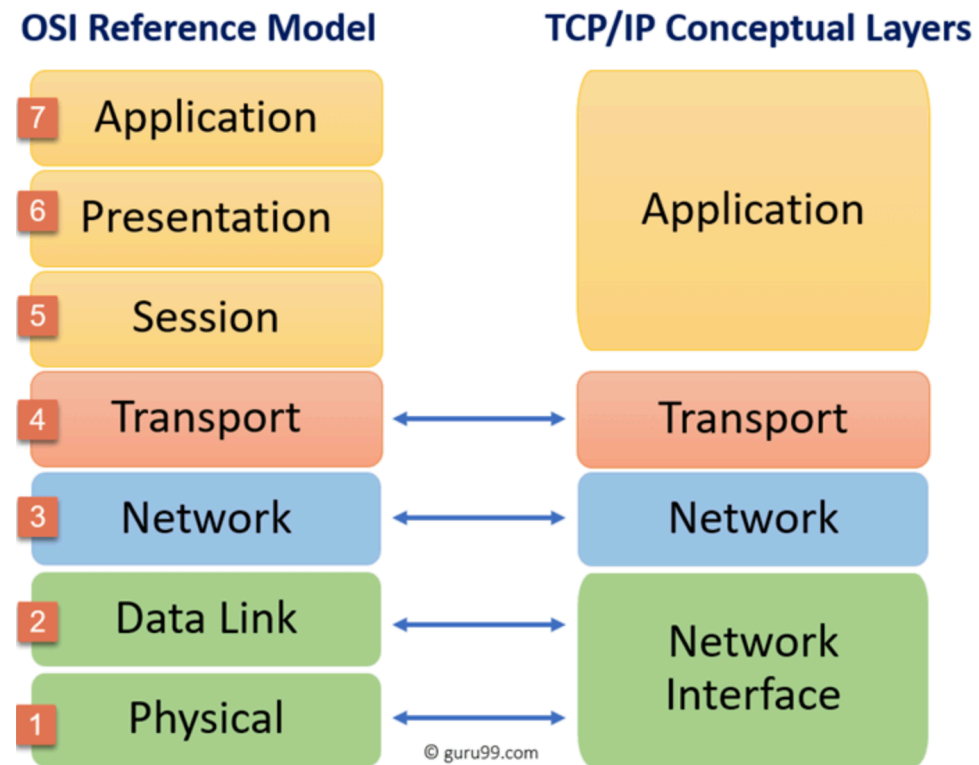 OSI Reference Model
TCP/IP Conceptual Layers
7 Application
6 Presentation
5 Session
4 Transport
3 Network
2 Data Link
1 Physical
Application
Transport
Network
Network
Interface
© guru99.com